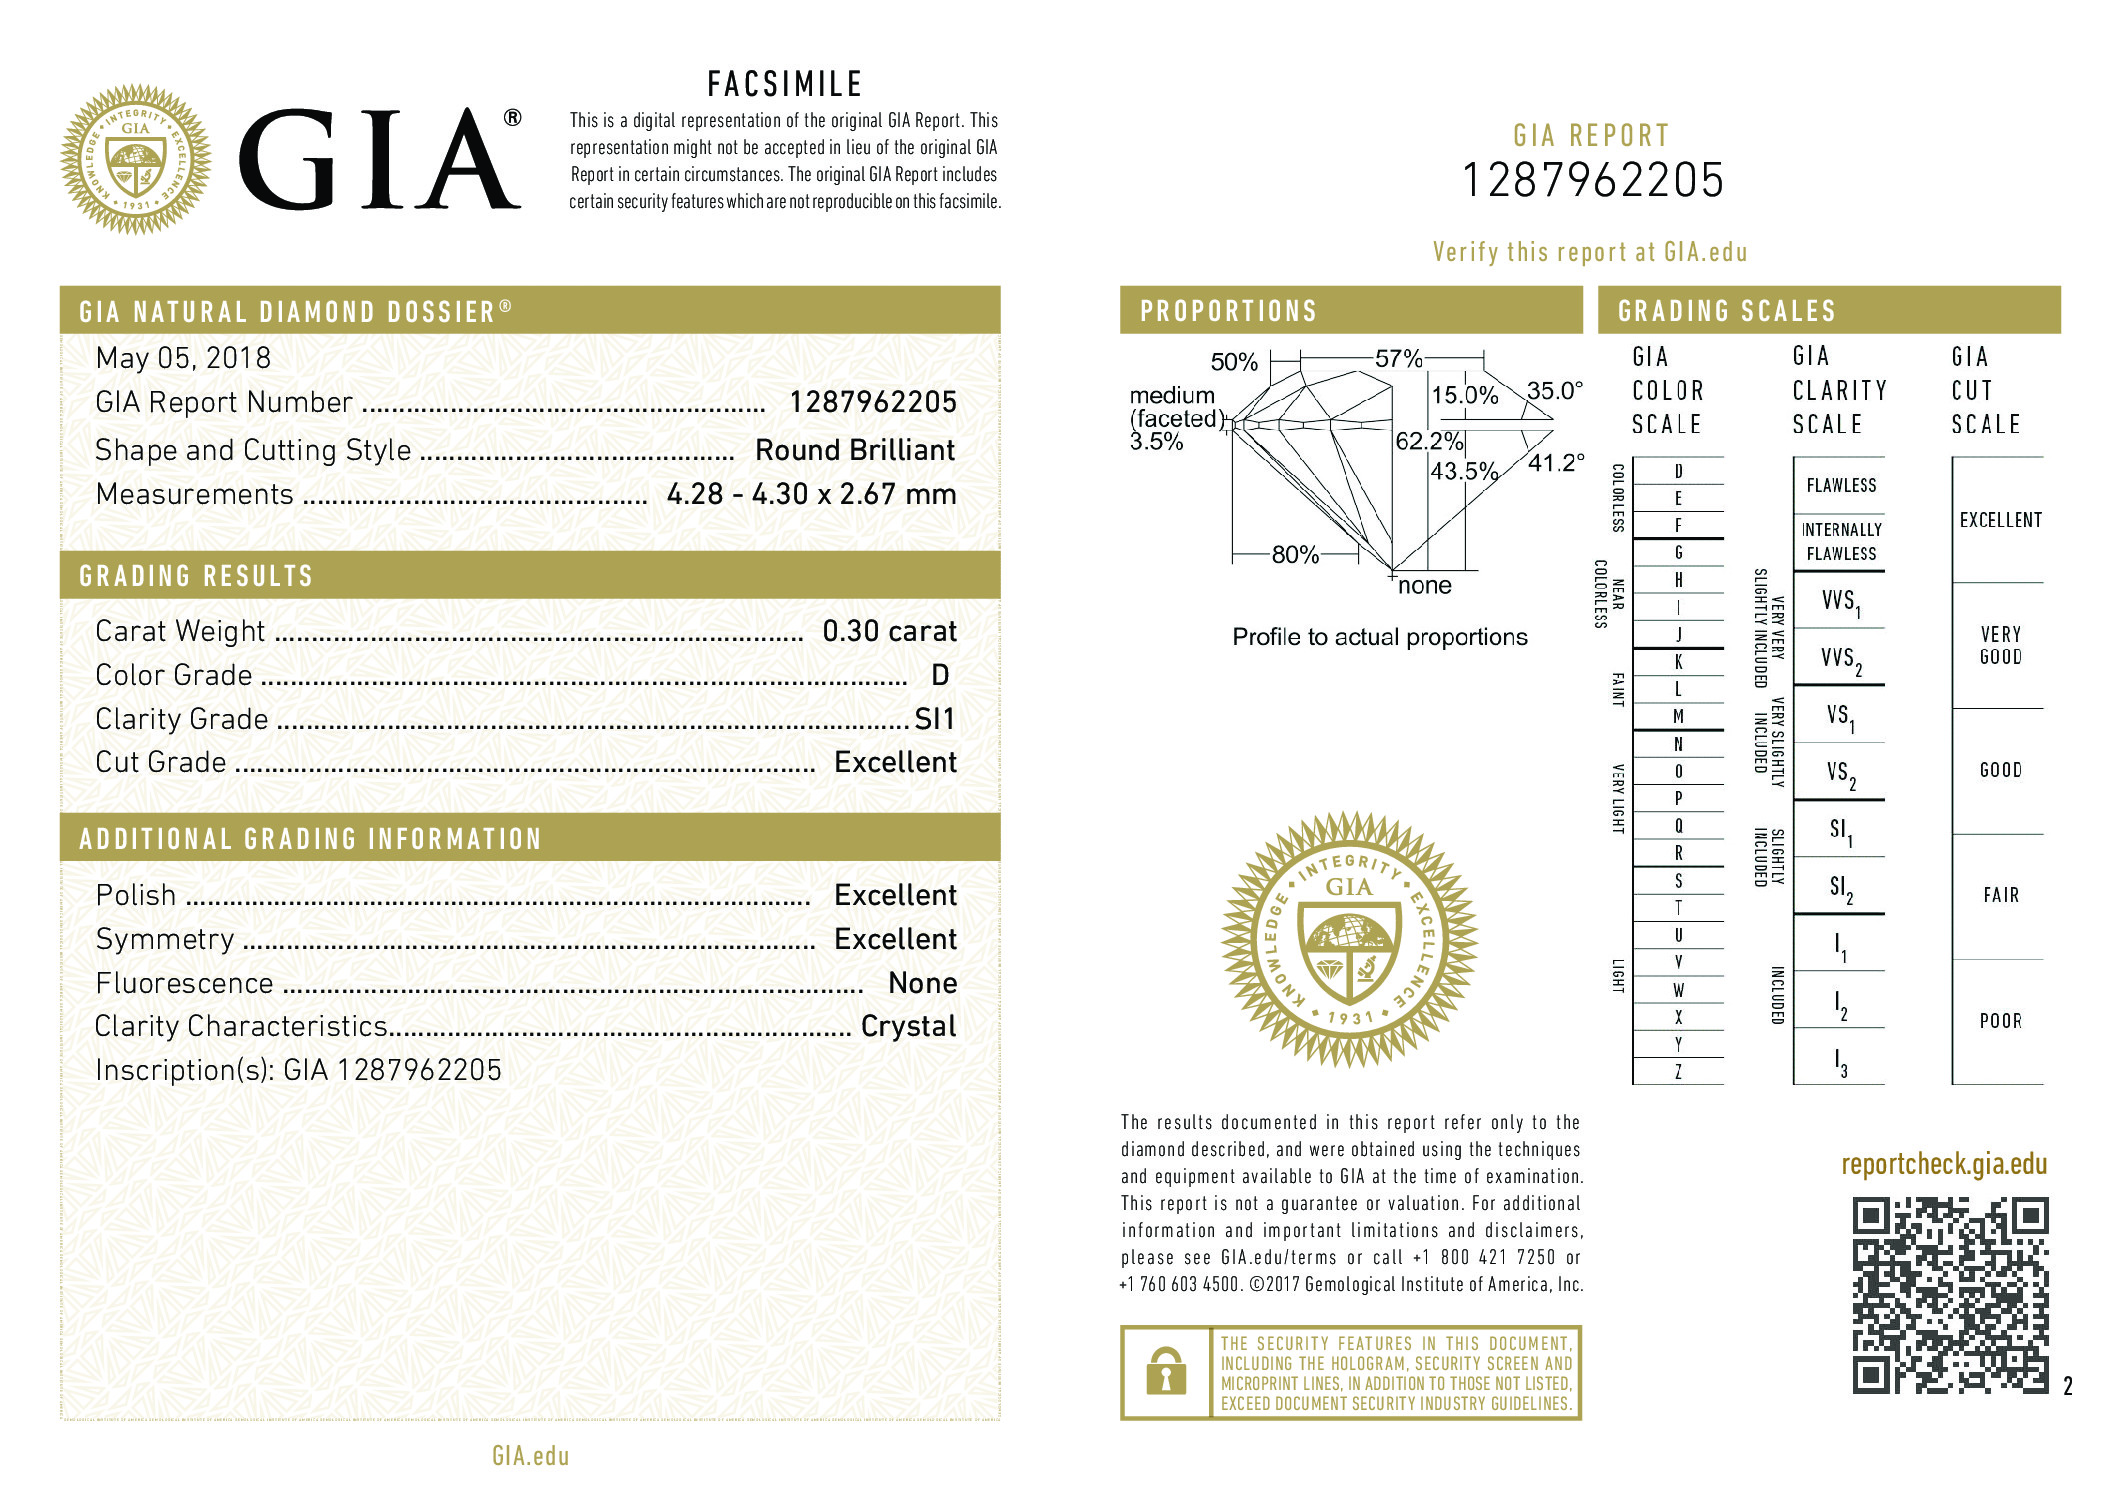 FACSIMILE
This is a digital representation of the original GIA Report. This
representation might not be accepted in lieu of the original GIA
Report in certain circumstances. The original GIA Report includes
certain security features which are not reproducible on this facsimile.
INTEGRITY
KNOWLEDGE
EXCELLENCE
GIA
1931
GIA®
GIA NATURAL DIAMOND DOSSIER®
May 05, 2018
GIA Report Number ........ 1287962205
Shape and Cutting Style ........ Round Brilliant
Measurements ........ 4.28 - 4.30 x 2.67 mm
GRADING RESULTS
Carat Weight ........ 0.30 carat
Color Grade ........ D
Clarity Grade ........ SI1
Cut Grade ........ Excellent
ADDITIONAL GRADING INFORMATION
Polish ........ Excellent
Symmetry ........ Excellent
Fluorescence ........ None
Clarity Characteristics ........ Crystal
Inscription(s): GIA 1287962205
GIA.edu
GIA REPORT
1287962205
Verify this report at GIA.edu
PROPORTIONS
50%
57%
medium
(faceted)
3.5%
15.0%
35.0°
62.2%
43.5%
41.2°
80%
none
Profile to actual proportions
INTEGRITY
KNOWLEDGE
EXCELLENCE
GIA
1931
The results documented in this report refer only to the
diamond described, and were obtained using the techniques
and equipment available to GIA at the time of examination.
This report is not a guarantee or valuation. For additional
information and important limitations and disclaimers,
please see GIA.edu/terms or call +1 800 421 7250 or
+1 760 603 4500. ©2017 Gemological Institute of America, Inc.
THE SECURITY FEATURES IN THIS DOCUMENT,
INCLUDING THE HOLOGRAM, SECURITY SCREEN AND
MICROPRINT LINES, IN ADDITION TO THOSE NOT LISTED,
EXCEED DOCUMENT SECURITY INDUSTRY GUIDELINES.
GRADING SCALES
GIA
COLOR
SCALE
COLORLESS
D
E
F
NEAR
COLORLESS
G
H
I
J
FAINT
K
L
M
VERY LIGHT
N
O
P
Q
R
LIGHT
S
T
U
V
W
X
Y
Z
GIA
CLARITY
SCALE
FLAWLESS
INTERNALLY
FLAWLESS
VERY VERY
SLIGHTLY INCLUDED
VVS1
VVS2
VERY SLIGHTLY
INCLUDED
VS1
VS2
SLIGHTLY
INCLUDED
SI1
SI2
INCLUDED
I1
I2
I3
GIA
CUT
SCALE
EXCELLENT
VERY
GOOD
GOOD
FAIR
POOR
reportcheck.gia.edu
2